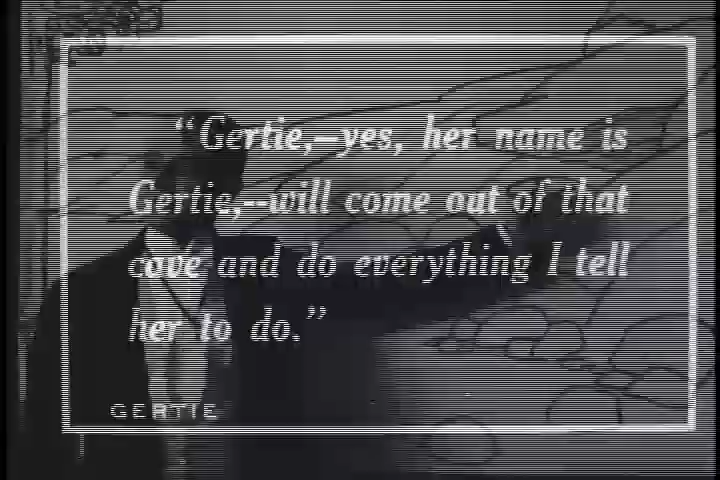 “Gertie,—yes, her name is
Gertie,--will come out of that
cave and do everything I tell
her to do.”
GERTIE